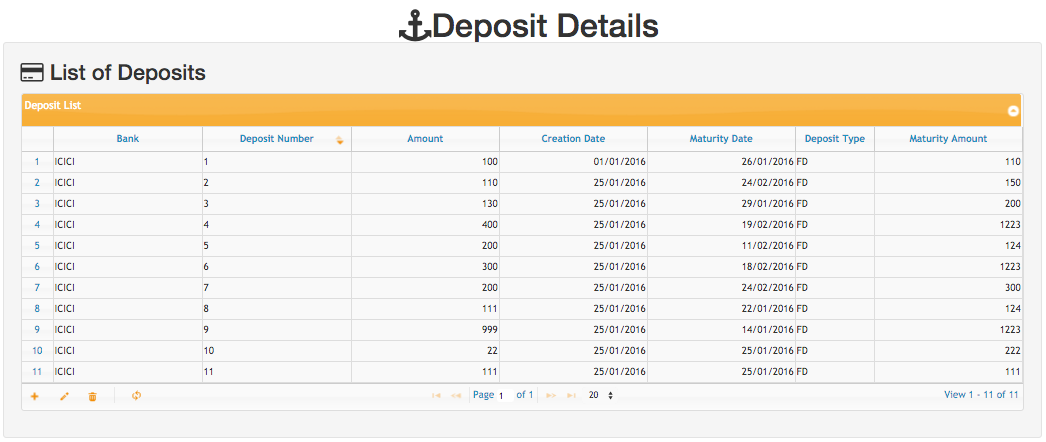 Deposit Details
List of Deposits
Deposit List
Bank Deposit Number Amount Creation Date Maturity Date Deposit Type Maturity Amount
1 ICICI 1 100 01/01/2016 26/01/2016 FD 110
2 ICICI 2 110 25/01/2016 24/02/2016 FD 150
3 ICICI 3 130 25/01/2016 29/01/2016 FD 200
4 ICICI 4 400 25/01/2016 19/02/2016 FD 1223
5 ICICI 5 200 25/01/2016 11/02/2016 FD 124
6 ICICI 6 300 25/01/2016 18/02/2016 FD 1223
7 ICICI 7 200 25/01/2016 24/02/2016 FD 300
8 ICICI 8 111 25/01/2016 22/01/2016 FD 124
9 ICICI 9 999 25/01/2016 14/01/2016 FD 1223
10 ICICI 10 22 25/01/2016 25/01/2016 FD 222
11 ICICI 11 111 25/01/2016 25/01/2016 FD 111
Page 1 of 1 20 View 1 - 11 of 11